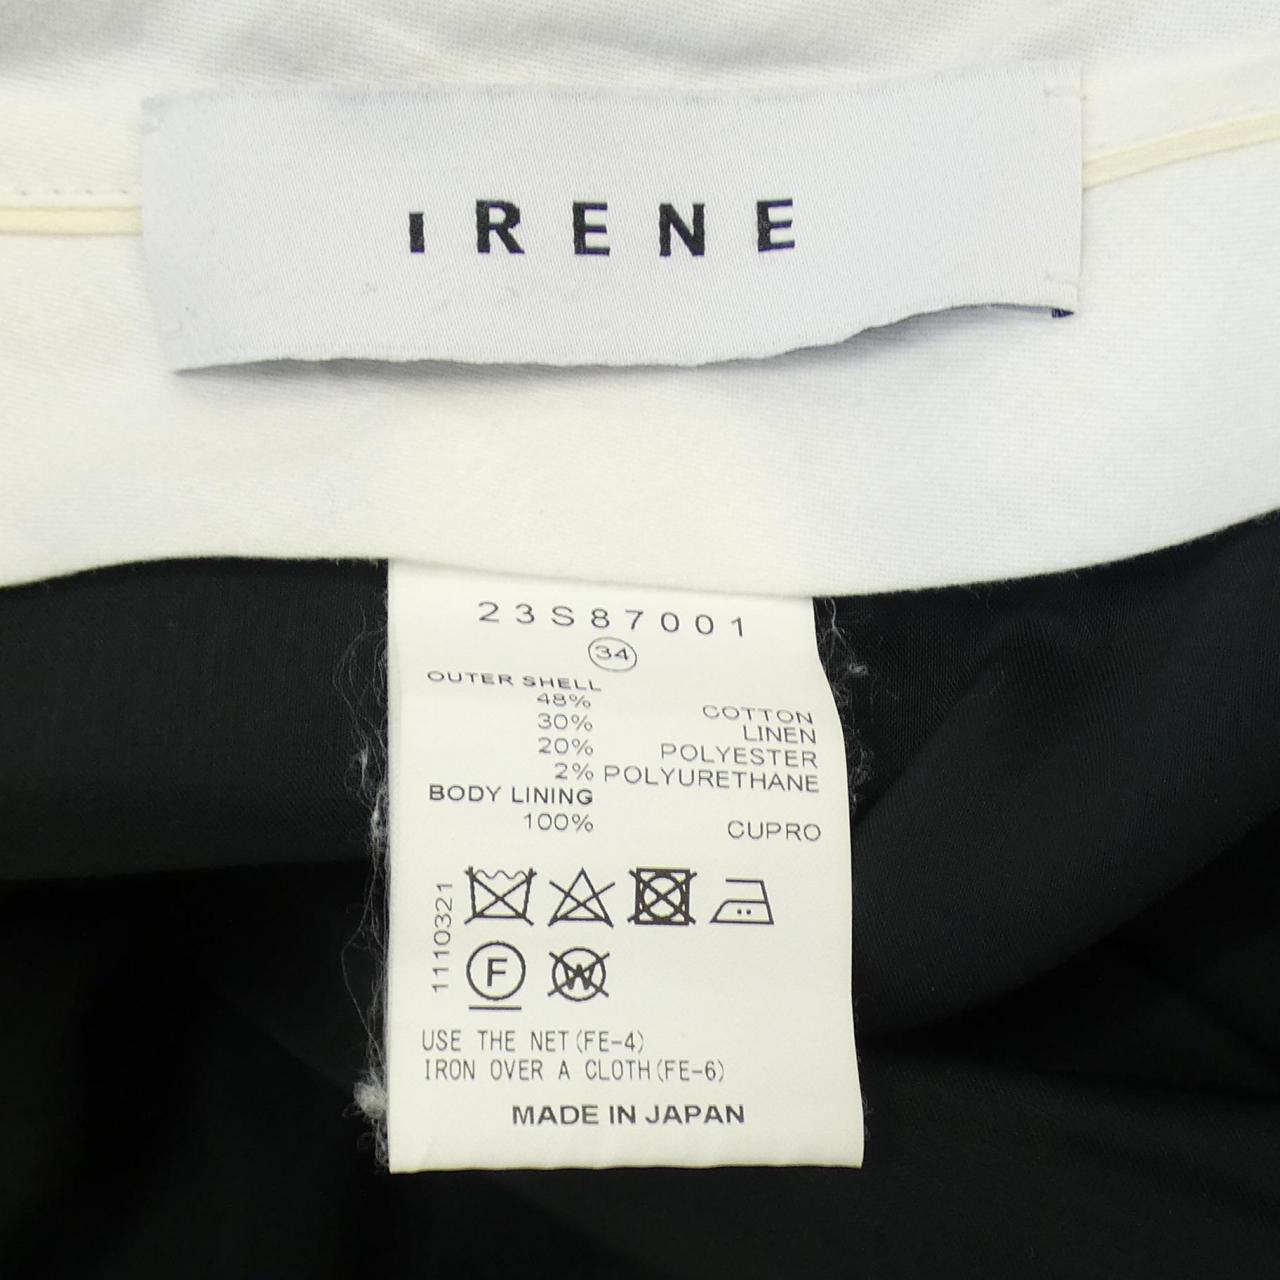 IRENE
23S87001
34
OUTER SHELL
48% COTTON
30% LINEN
20% POLYESTER
2% POLYURETHANE
BODY LINING
100% CUPRO
1110321
F W
USE THE NET(FE-4)
IRON OVER A CLOTH(FE-6)
MADE IN JAPAN